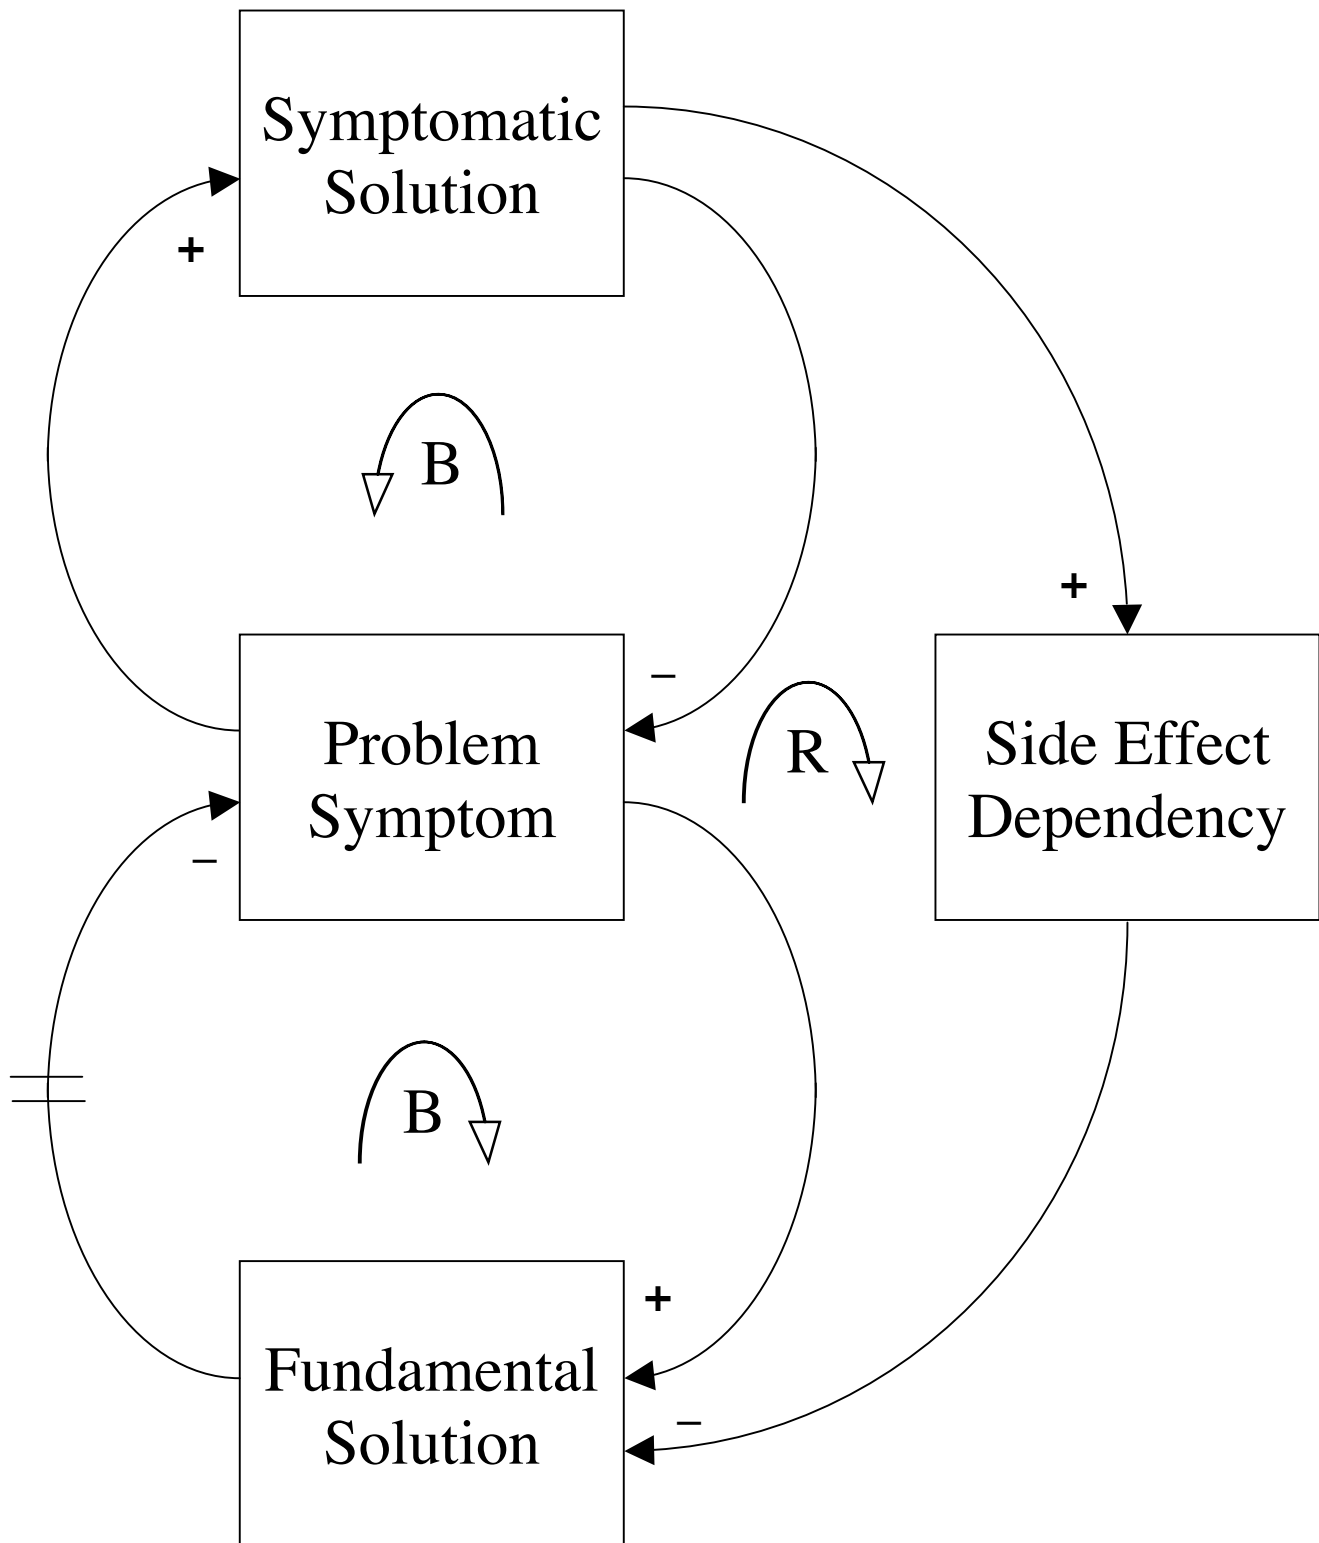 Symptomatic
Solution
+
B
+
–
Problem
Symptom
R
Side Effect
Dependency
–
B
+
Fundamental
Solution
–